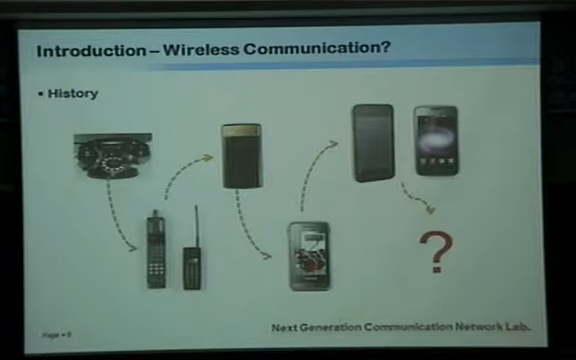 Introduction – Wireless Communication?
▪ History
?
Next Generation Communication Network Lab.